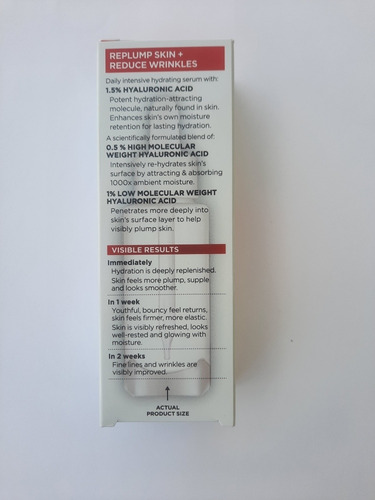 REPLUMP SKIN +
REDUCE WRINKLES
Daily intensive hydrating serum with:
1.5% HYALURONIC ACID
Potent hydration-attracting
molecule, naturally found in skin.
Enhances skin's own moisture
retention for lasting hydration.
A scientifically formulated blend of:
0.5 % HIGH MOLECULAR
WEIGHT HYALURONIC ACID
Intensively re-hydrates skin's
surface by attracting & absorbing
1000x ambient moisture.
1% LOW MOLECULAR WEIGHT
HYALURONIC ACID
Penetrates more deeply into
skin's surface layer to help
visibly plump skin.
VISIBLE RESULTS
Immediately
Hydration is deeply replenished.
Skin feels more plump, supple
and looks smoother.
In 1 week
Youthful, bouncy feel returns,
skin feels firmer, more elastic.
Skin is visibly refreshed, looks
well-rested and glowing with
moisture.
In 2 weeks
Fine lines and wrinkles are
visibly improved.
ACTUAL
PRODUCT SIZE